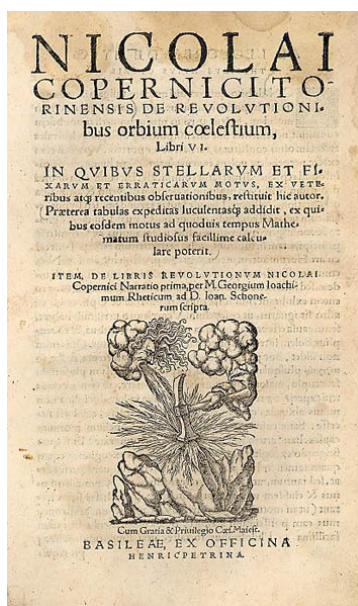 NICOLAI
COPERNICI TO-
RINENSIS DE REVOLVTIONI-
bus orbium cœlestium,
Libri VI.
IN QVIBVS STELLARVM ET FI-
XARVM ET ERRATICARVM MOTVS, EX VETE-
ribus atq; recentibus obseruationibus, restituit hic autor.
Præterea tabulas expeditas luculentasq; addidit, ex qui-
bus eosdem motus ad quoduis tempus Mathe-
matum studiosus facillime calcu-
lare poterit.
ITEM, DE LIBRIS REVOLVTIONVM NICOLAI
Copernici Narratio prima, per M. Georgium Ioachi-
mum Rheticum ad D. Ioan. Schone-
rum scripta.
Cum Gratia & Priuilegio Cæs. Maiest.
BASILEAE, EX OFFICINA
HENRICPETRINA.